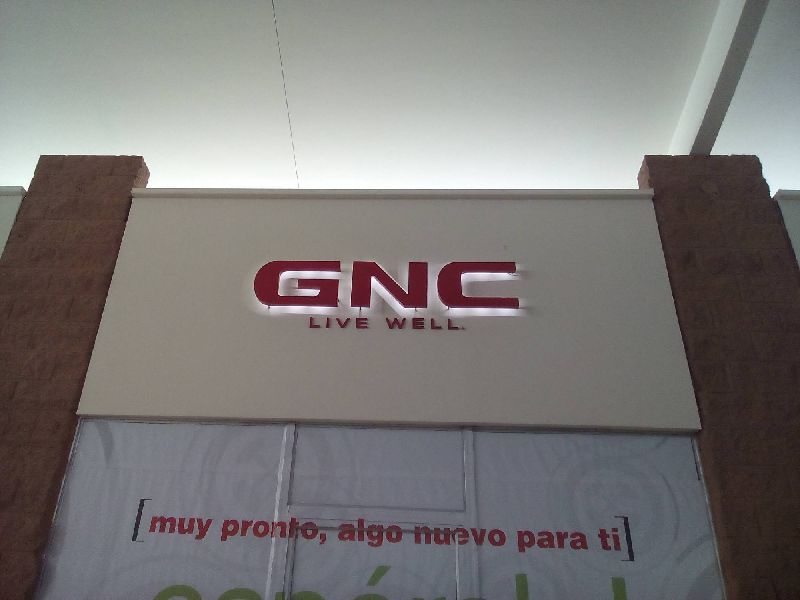 GNC
LIVE WELL.
[muy pronto, algo nuevo para ti]